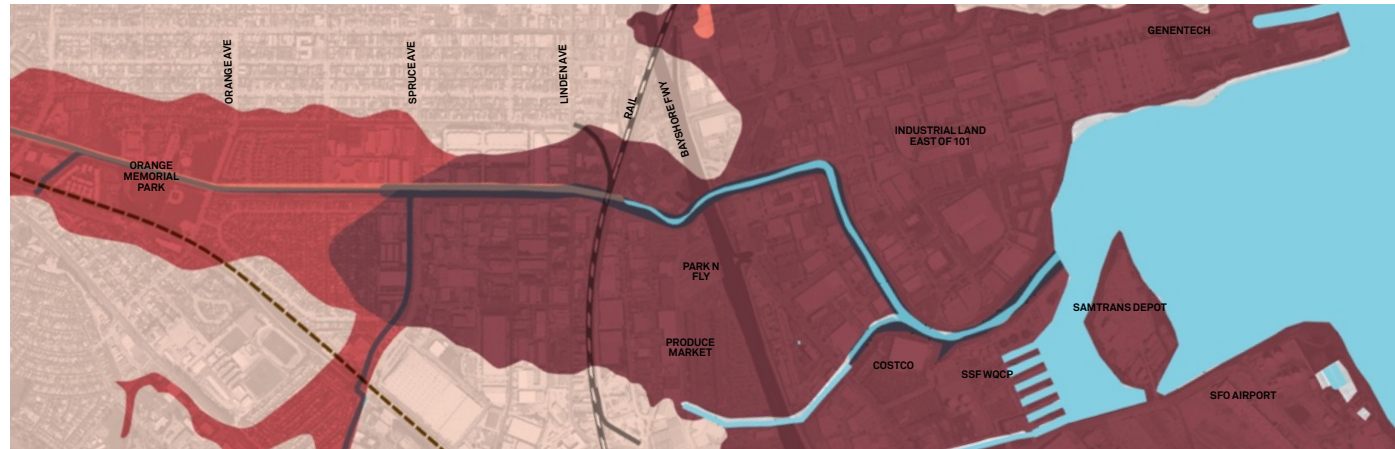 GENENTECH
ORANGE AVE
SPRUCE AVE
LINDEN AVE
RAIL
BAYSHORE FWY
INDUSTRIAL LAND
EAST OF 101
ORANGE
MEMORIAL
PARK
PARK N
FLY
SAMTRANS DEPOT
PRODUCE
MARKET
COSTCO
SSF WQCP
SFO AIRPORT